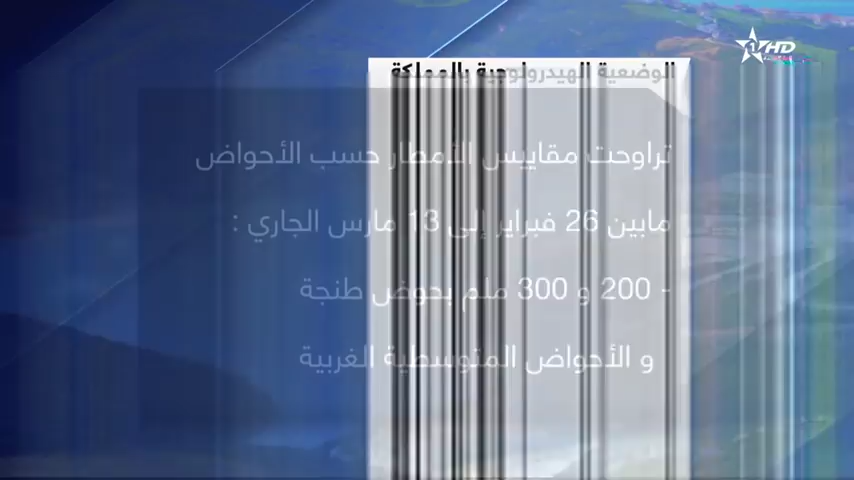 الوضعية الهيدرولوجية بالمملكة
تراوحت مقاييس الأمطار حسب الأحواض
مابين 26 فبراير إلى 13 مارس الجاري :
- 200 و 300 ملم بحوض طنجة
و الأحواض المتوسطية الغربية
1HD